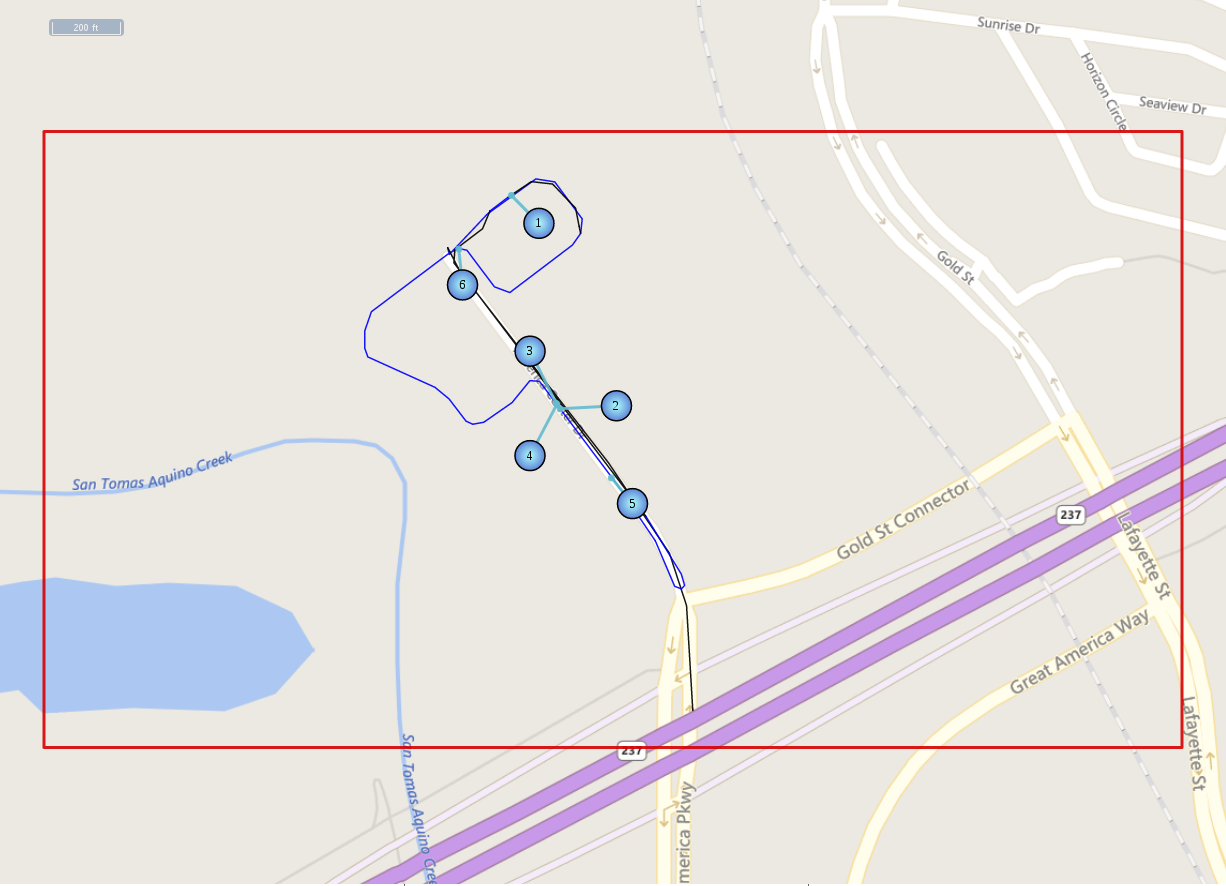 200 ft
Sunrise Dr
Horizon Circle
Seaview Dr
1
Gold St
6
3
2
4
San Tomas Aquino Creek
5
237
Gold St Connector
Lafayette St
Great America Way
Lafayette St
237
San Tomas Aquino Cree
merica Pkwy